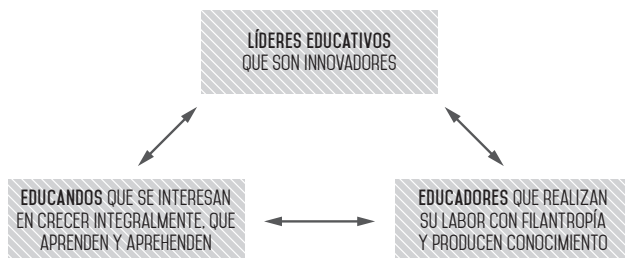 LÍDERES EDUCATIVOS
QUE SON INNOVADORES
EDUCANDOS QUE SE INTERESAN
EN CRECER INTEGRALMENTE, QUE
APRENDEN Y APREHENDEN
EDUCADORES QUE REALIZAN
SU LABOR CON FILANTROPÍA
Y PRODUCEN CONOCIMIENTO